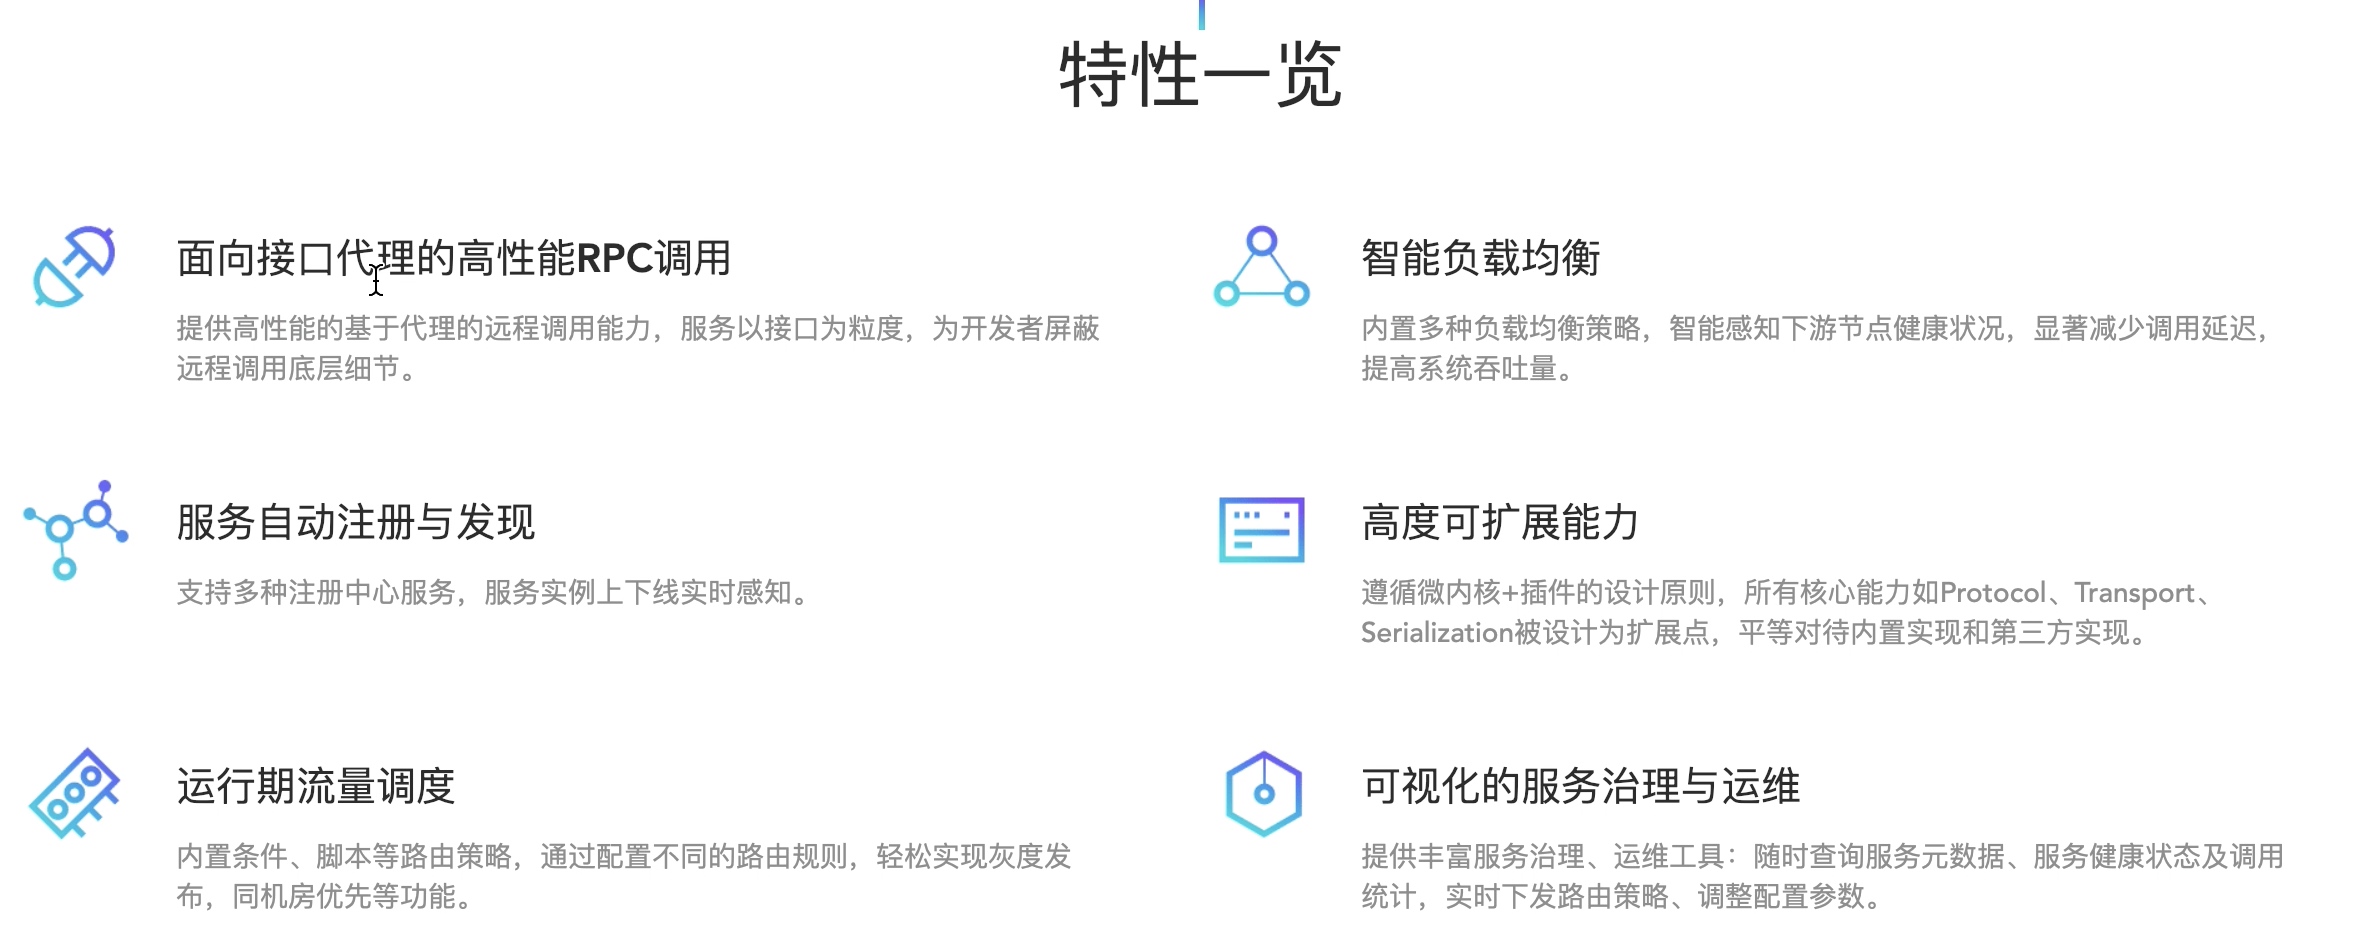 特性一览
面向接口代理的高性能RPC调用
提供高性能的基于代理的远程调用能力，服务以接口为粒度，为开发者屏蔽
远程调用底层细节。
智能负载均衡
内置多种负载均衡策略，智能感知下游节点健康状况，显著减少调用延迟，
提高系统吞吐量。
服务自动注册与发现
支持多种注册中心服务，服务实例上下线实时感知。
高度可扩展能力
遵循微内核+插件的设计原则，所有核心能力如Protocol、Transport、
Serialization被设计为扩展点，平等对待内置实现和第三方实现。
运行期流量调度
内置条件、脚本等路由策略，通过配置不同的路由规则，轻松实现灰度发
布，同机房优先等功能。
可视化的服务治理与运维
提供丰富服务治理、运维工具：随时查询服务元数据、服务健康状态及调用
统计，实时下发路由策略、调整配置参数。